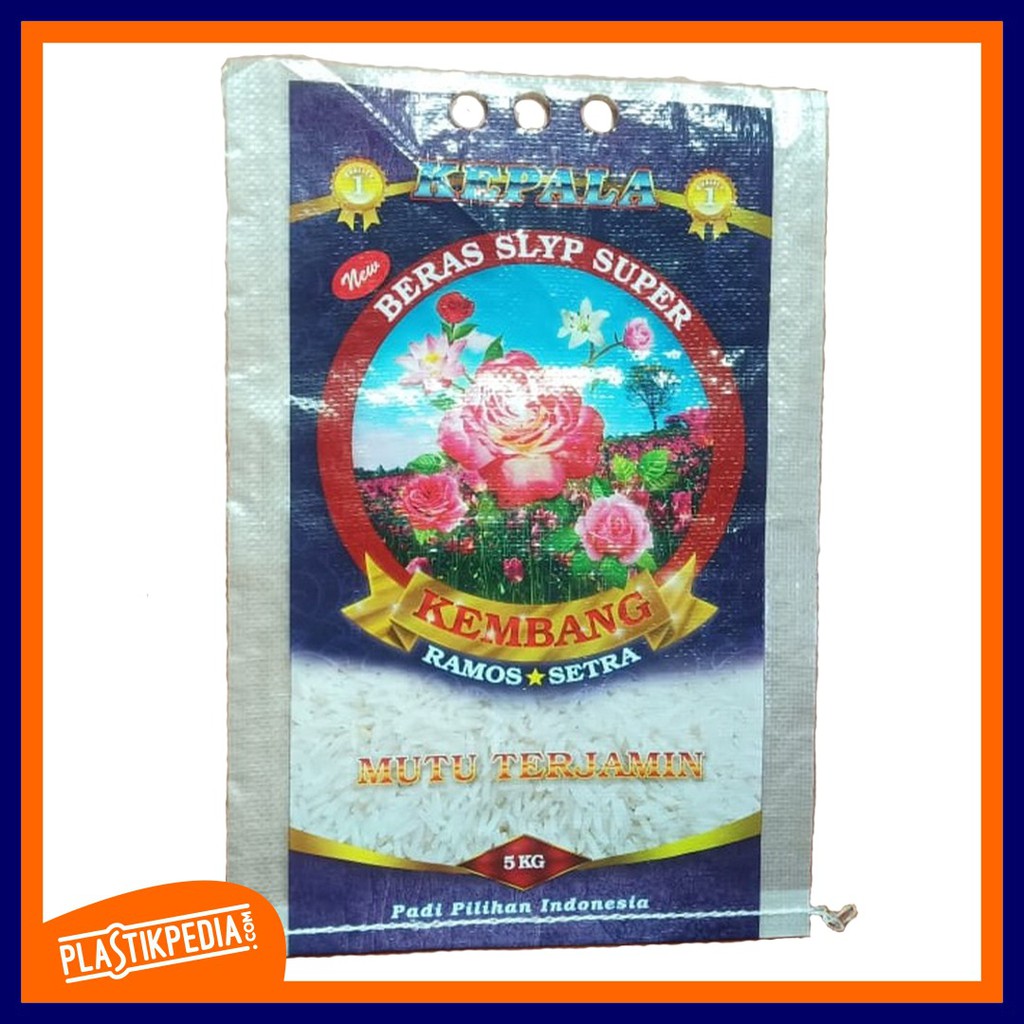 KEPALA
1
1
New
BERAS SLYP SUPER
KEMBANG
RAMOS ★ SETRA
MUTU TERJAMIN
5 KG
Padi Pilihan Indonesia
PLASTIKPEDIA.COM